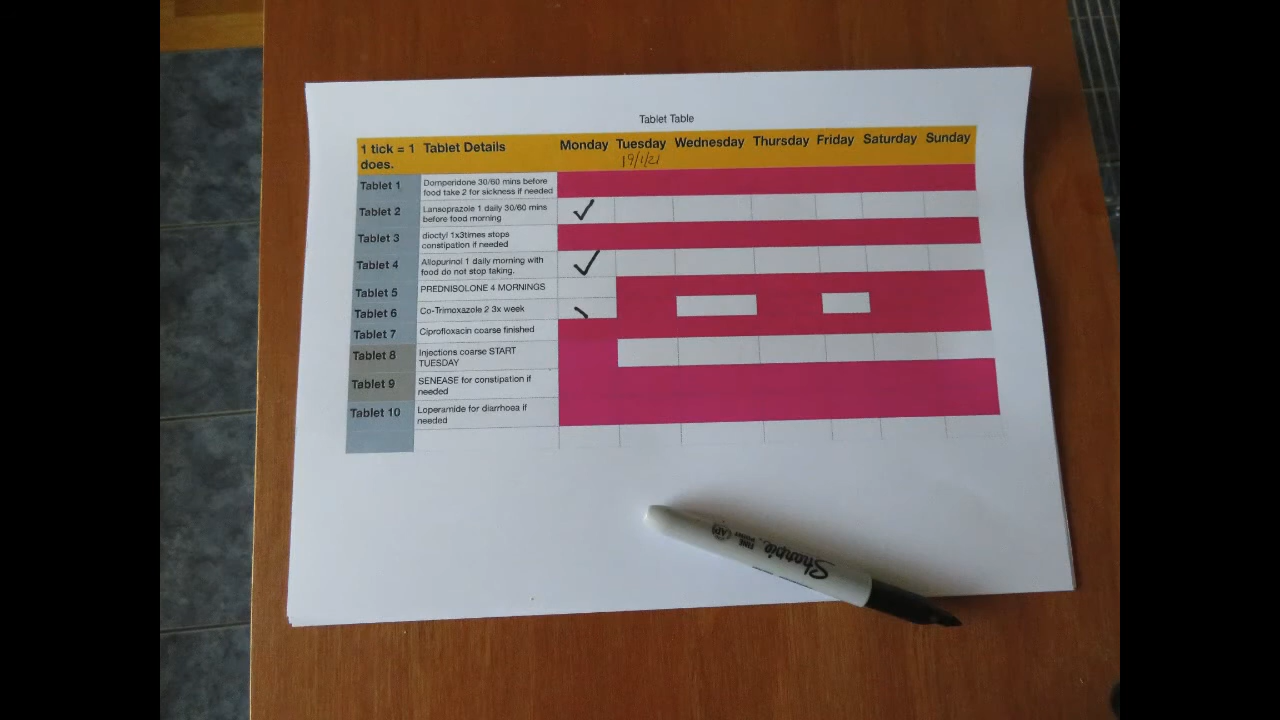 Tablet Table
1 tick = 1 does.
Tablet Details
Monday Tuesday Wednesday Thursday Friday Saturday Sunday
19/1/21
Tablet 1
Domperidone 30/60 mins before
food take 2 for sickness if needed
Tablet 2
Lansoprazole 1 daily 30/60 mins
before food morning
Tablet 3
dioctyl 1x3times stops
constipation if needed
Tablet 4
Allopurinol 1 daily morning with
food do not stop taking.
Tablet 5
PREDNISOLONE 4 MORNINGS
Tablet 6
Co-Trimoxazole 2 3x week
Tablet 7
Ciprofloxacin coarse finished
Tablet 8
Injections coarse START
TUESDAY
Tablet 9
SENEASE for constipation if
needed
Tablet 10
Loperamide for diarrhoea if
needed
Sharpie
FINE